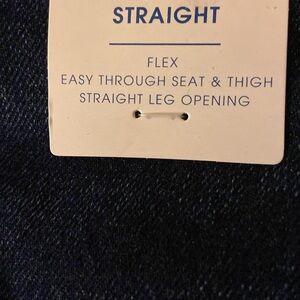 STRAIGHT
FLEX
EASY THROUGH SEAT & THIGH
STRAIGHT LEG OPENING